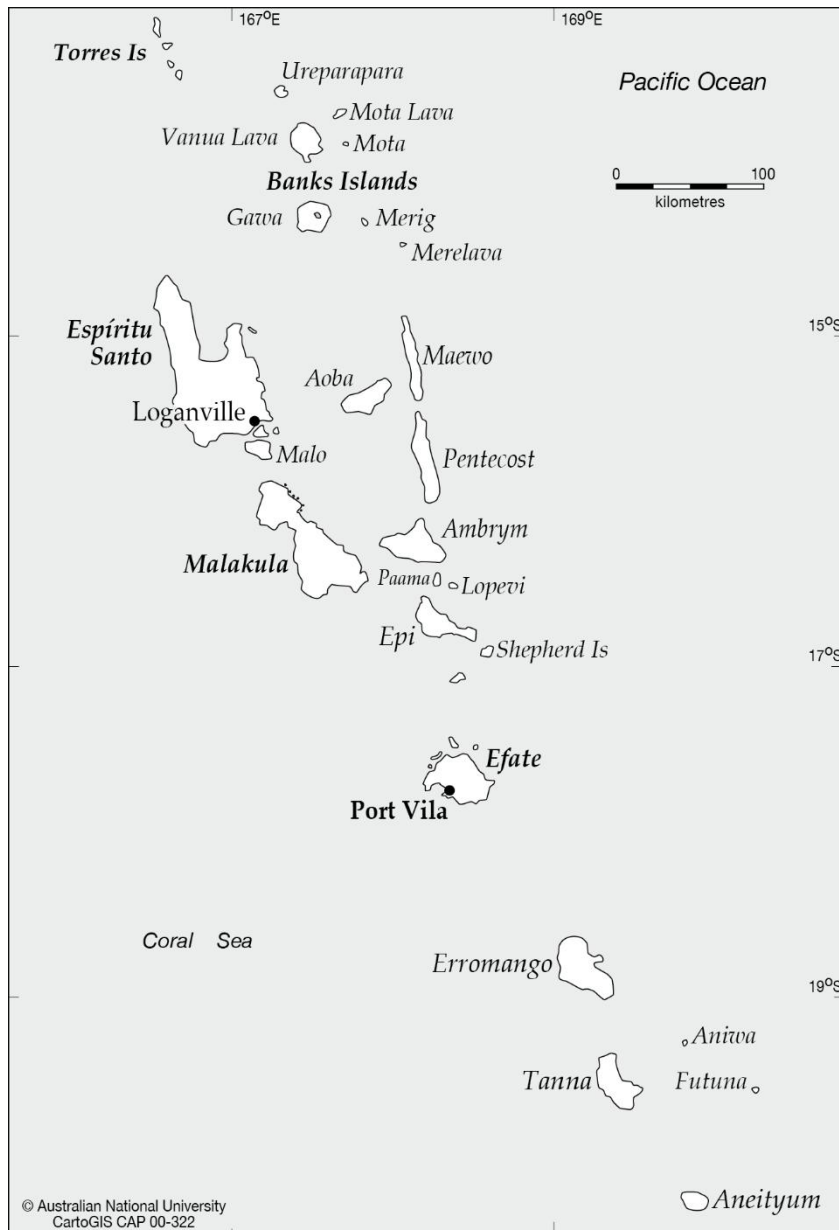 167°E
169°E
Torres Is
Ureparapara
Pacific Ocean
Mota Lava
Vanua Lava
Mota
0
100
kilometres
Banks Islands
Gawa
Merig
Merelava
15°S
Espíritu
Santo
Maewo
Aoba
Loganville
Malo
Pentecost
Ambrym
Malakula
Paama
Lopevi
Epi
Shepherd Is
17°S
Efate
Port Vila
Coral Sea
Erromango
19°S
Aniwa
Tanna
Futuna
© Australian National University
CartoGIS CAP 00-322
Aneityum